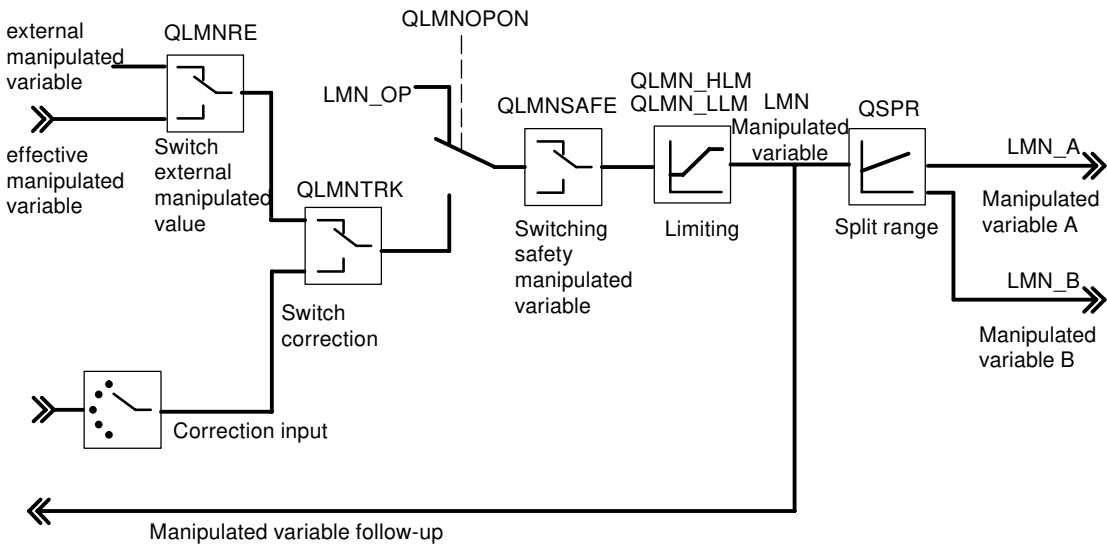 QLMNOPON
external
manipulated
variable
QLMNRE
effective
manipulated
variable
Switch
external
manipulated
value
LMN_OP
QLMNTRK
Switch
correction
Correction input
QLMNSAFE
Switching
safety
manipulated
variable
QLMN_HLM
QLMN_LLM
Limiting
LMN
Manipulated
variable
QSPR
Split range
LMN_A
Manipulated
variable A
LMN_B
Manipulated
variable B
Manipulated variable follow-up